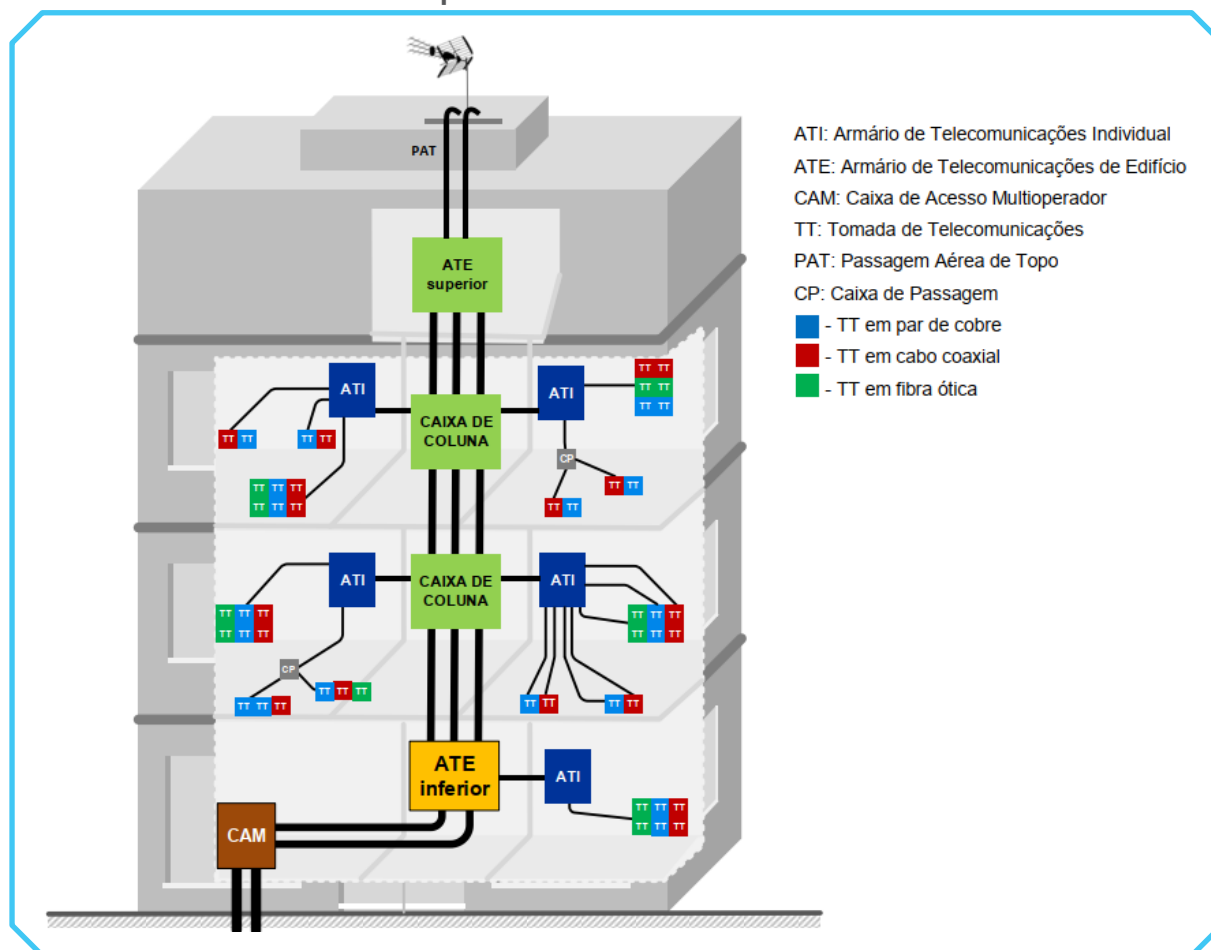 PAT
ATE
superior
ATI: Armário de Telecomunicações Individual
ATE: Armário de Telecomunicações de Edifício
CAM: Caixa de Acesso Multioperador
TT: Tomada de Telecomunicações
PAT: Passagem Aérea de Topo
CP: Caixa de Passagem
- TT em par de cobre
- TT em cabo coaxial
- TT em fibra ótica
ATI
CAIXA DE
COLUNA
ATI
TT TT
TT TT
TT TT
TT TT
TT TT
CP
TT TT TT
TT TT TT
TT TT
TT TT
ATI
CAIXA DE
COLUNA
ATI
TT TT TT
TT TT TT
TT TT TT
TT TT TT
CP
TT TT TT
TT TT TT
TT TT
TT TT
ATE
inferior
ATI
TT TT TT
TT TT TT
CAM